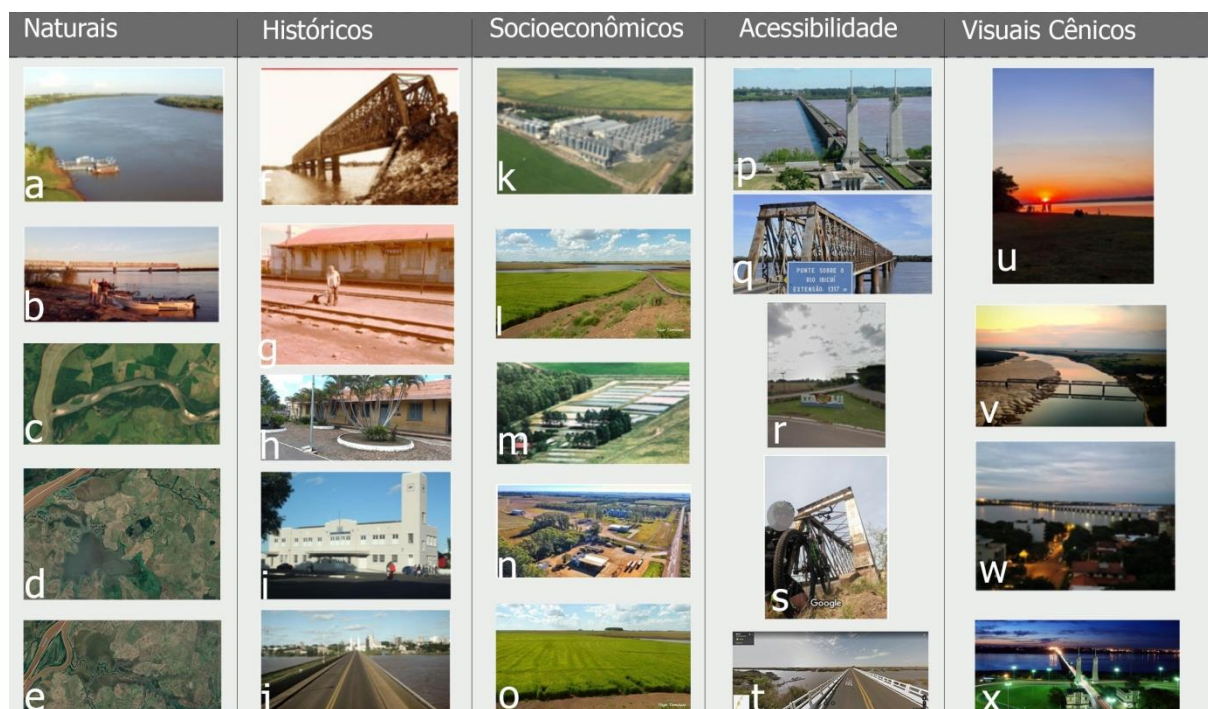 Naturais
Históricos
Socioeconômicos
Acessibilidade
Visuais Cênicos
a
b
c
d
e
f
g
h
i
j
k
l
m
n
o
p
q
PONTE SOBRE O
RIO IBICUÍ
EXTENSÃO 1317 m
r
s
Google
t
u
v
w
x